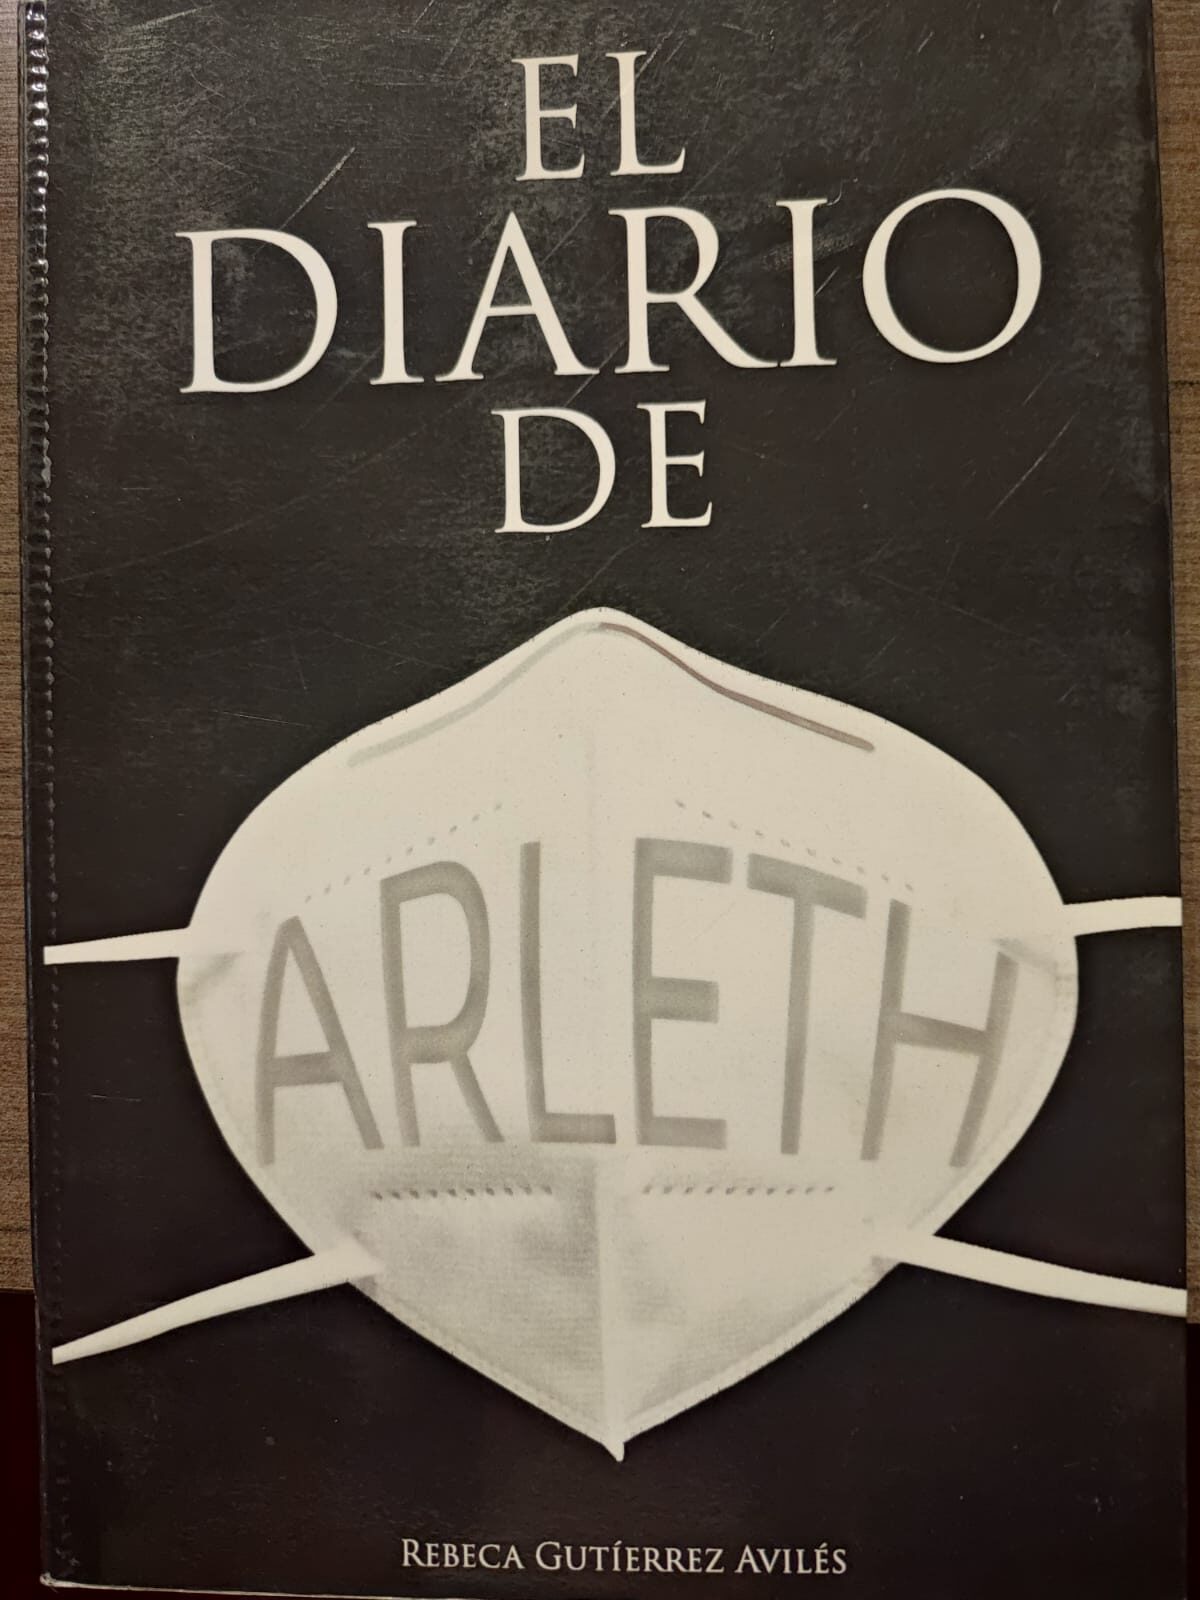 EL
DIARIO
DE
ARLETH
REBECA GUTÍERREZ AVILÉS